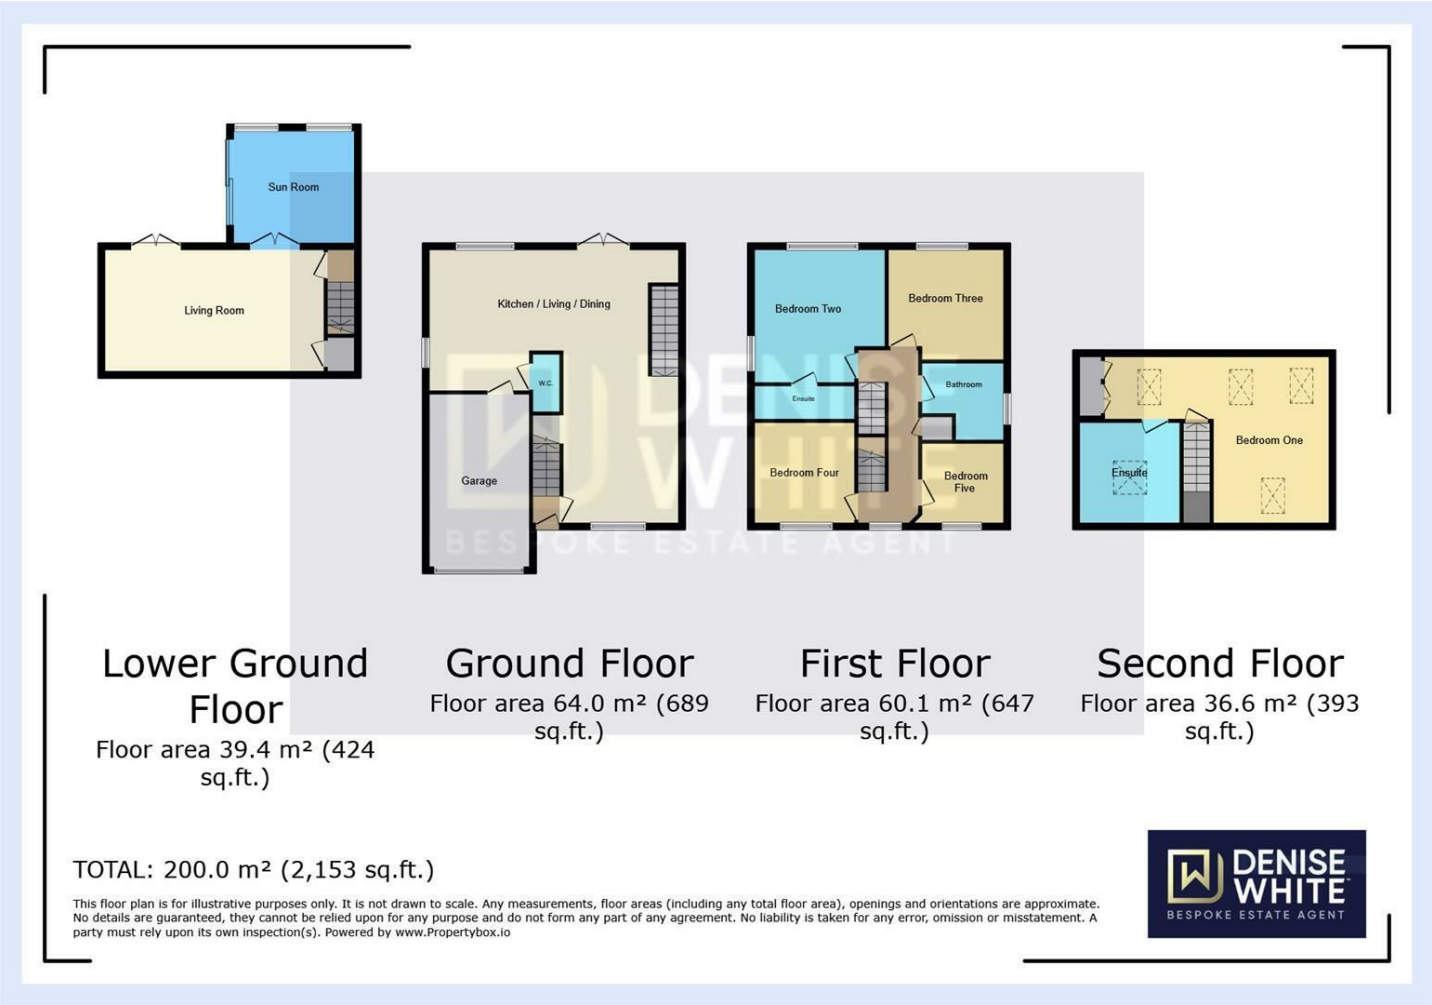 Sun Room
Living Room
Kitchen / Living / Dining
W.C.
Garage
Bedroom Two
Bedroom Three
Ensuite
Bathroom
Bedroom Four
Bedroom
Five
Bedroom One
Ensuite
DENISE
WHITE
BESPOKE ESTATE AGENT
Lower Ground
Floor
Floor area 39.4 m² (424
sq.ft.)
Ground Floor
Floor area 64.0 m² (689
sq.ft.)
First Floor
Floor area 60.1 m² (647
sq.ft.)
Second Floor
Floor area 36.6 m² (393
sq.ft.)
TOTAL: 200.0 m² (2,153 sq.ft.)
This floor plan is for illustrative purposes only. It is not drawn to scale. Any measurements, floor areas (including any total floor area), openings and orientations are approximate.
No details are guaranteed, they cannot be relied upon for any purpose and do not form any part of any agreement. No liability is taken for any error, omission or misstatement. A
party must rely upon its own inspection(s). Powered by www.Propertybox.io
DENISE
WHITE™
BESPOKE ESTATE AGENT